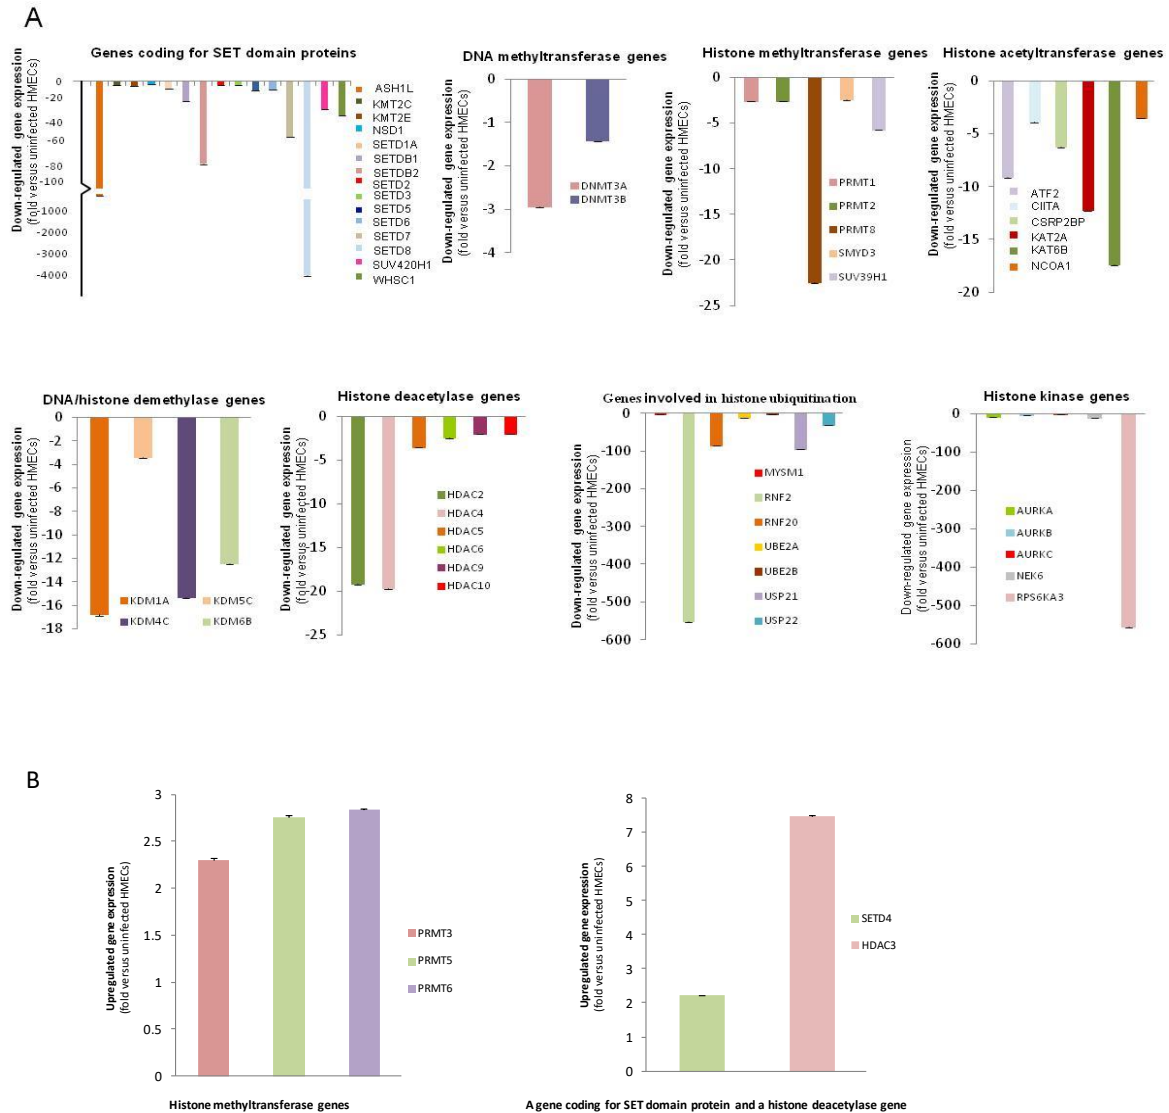 A
Genes coding for SET domain proteins
Down-regulated gene expression
(fold versus uninfected HMECs)
0
-20
-40
-60
-80
-100
-1000
-2000
-3000
-4000
ASH1L
KMT2C
KMT2E
NSD1
SETD1A
SETDB1
SETDB2
SETD2
SETD3
SETD5
SETD6
SETD7
SETD8
SUV420H1
WHSC1
DNA methyltransferase genes
Down-regulated gene expression
(fold versus uninfected HMECs)
0
-1
-2
-3
-4
DNMT3A
DNMT3B
Histone methyltransferase genes
Down-regulated gene expression
(fold versus uninfected HMECs)
0
-5
-10
-15
-20
-25
PRMT1
PRMT2
PRMT8
SMYD3
SUV39H1
Histone acetyltransferase genes
Down-regulated gene expression
(fold versus uninfected HMECs)
0
-5
-10
-15
-20
ATF2
CIITA
CSRP2BP
KAT2A
KAT6B
NCOA1
DNA/histone demethylase genes
Down-regulated gene expression
(fold versus uninfected HMECs)
0
-2
-4
-6
-8
-10
-12
-14
-16
-18
KDM1A
KDM5C
KDM4C
KDM6B
Histone deacetylase genes
Down-regulated gene expression
(fold versus uninfected HMECs)
0
-5
-10
-15
-20
-25
HDAC2
HDAC4
HDAC5
HDAC6
HDAC9
HDAC10
Genes involved in histone ubiquitination
Down-regulated gene expression
(fold versus uninfected HMECs)
0
-100
-200
-300
-400
-500
-600
MYSM1
RNF2
RNF20
UBE2A
UBE2B
USP21
USP22
Histone kinase genes
Down-regulated gene expression
(fold versus uninfected HMECs)
0
-100
-200
-300
-400
-500
-600
AURKA
AURKB
AURKC
NEK6
RPS6KA3
B
Upregulated gene expression
(fold versus uninfected HMECs)
3
2.5
2
1.5
1
0.5
0
PRMT3
PRMT5
PRMT6
Histone methyltransferase genes
Upregulated gene expression
(fold versus uninfected HMECs)
8
7
6
5
4
3
2
1
0
SETD4
HDAC3
A gene coding for SET domain protein and a histone deacetylase gene